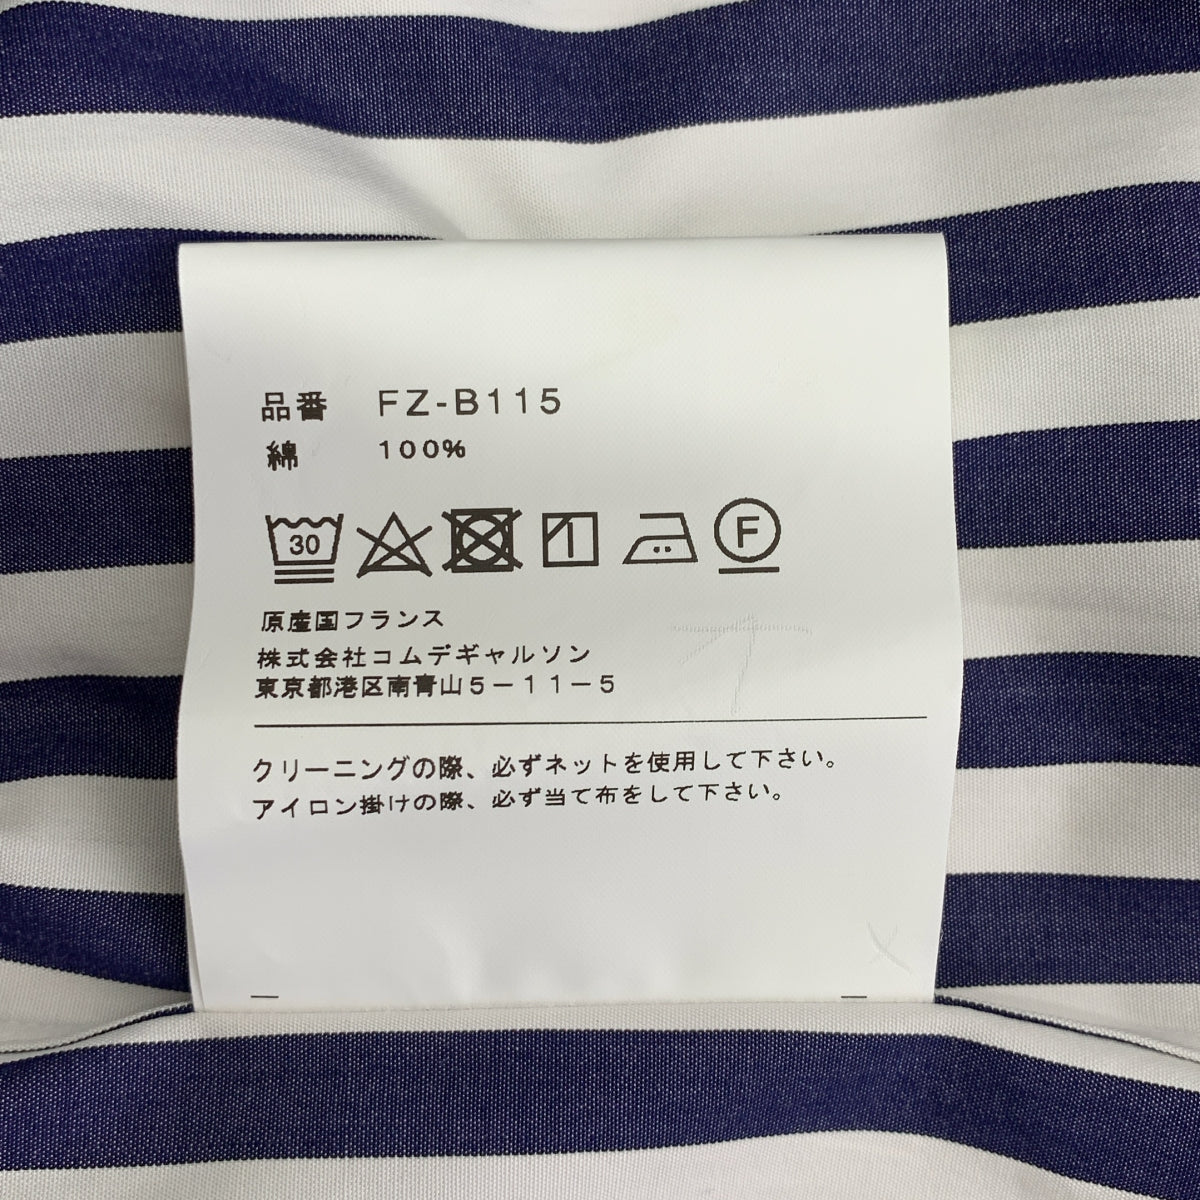 品番 FZ-B115
綿 100%
30 F
原産国フランス
株式会社コムデギャルソン
東京都港区南青山5－11－5
クリーニングの際、必ずネットを使用して下さい。
アイロン掛けの際、必ず当て布をして下さい。